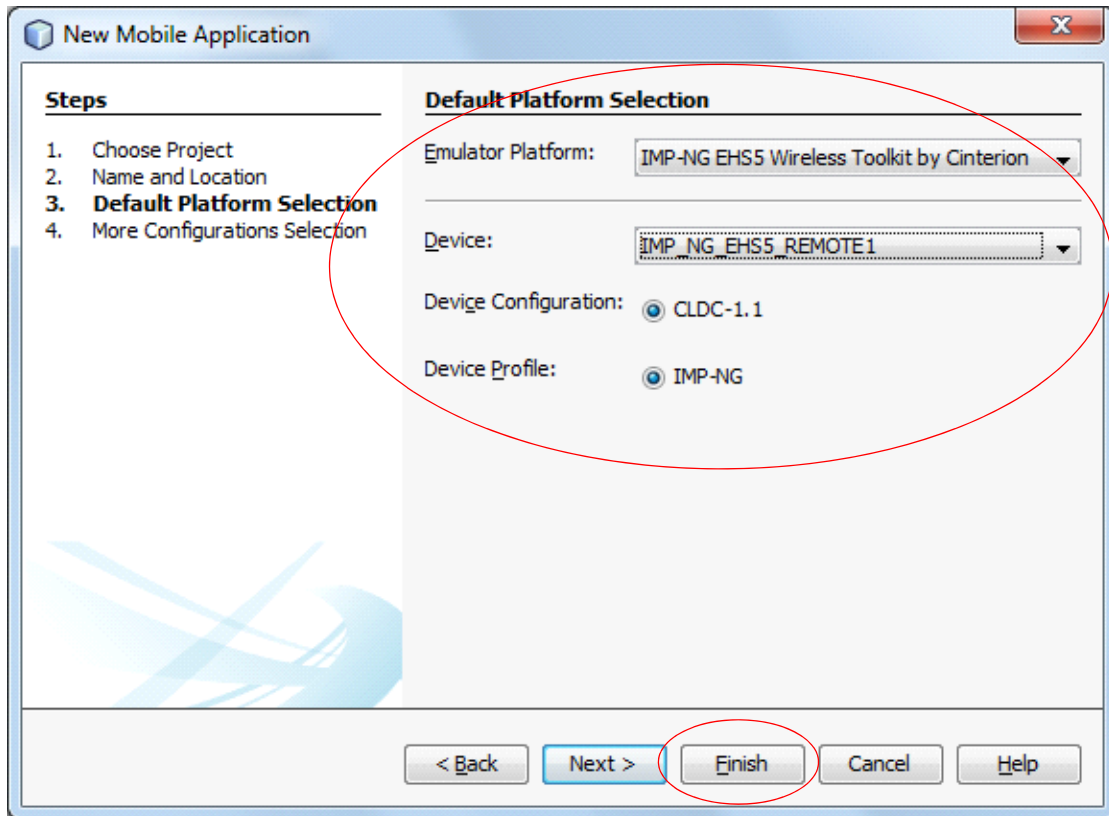 New Mobile Application
Steps
1. Choose Project
2. Name and Location
3. Default Platform Selection
4. More Configurations Selection
Default Platform Selection
Emulator Platform: IMP-NG EHS5 Wireless Toolkit by Cinterion
Device: IMP_NG_EHS5_REMOTE1
Device Configuration: CLDC-1.1
Device Profile: IMP-NG
< Back Next > Finish Cancel Help